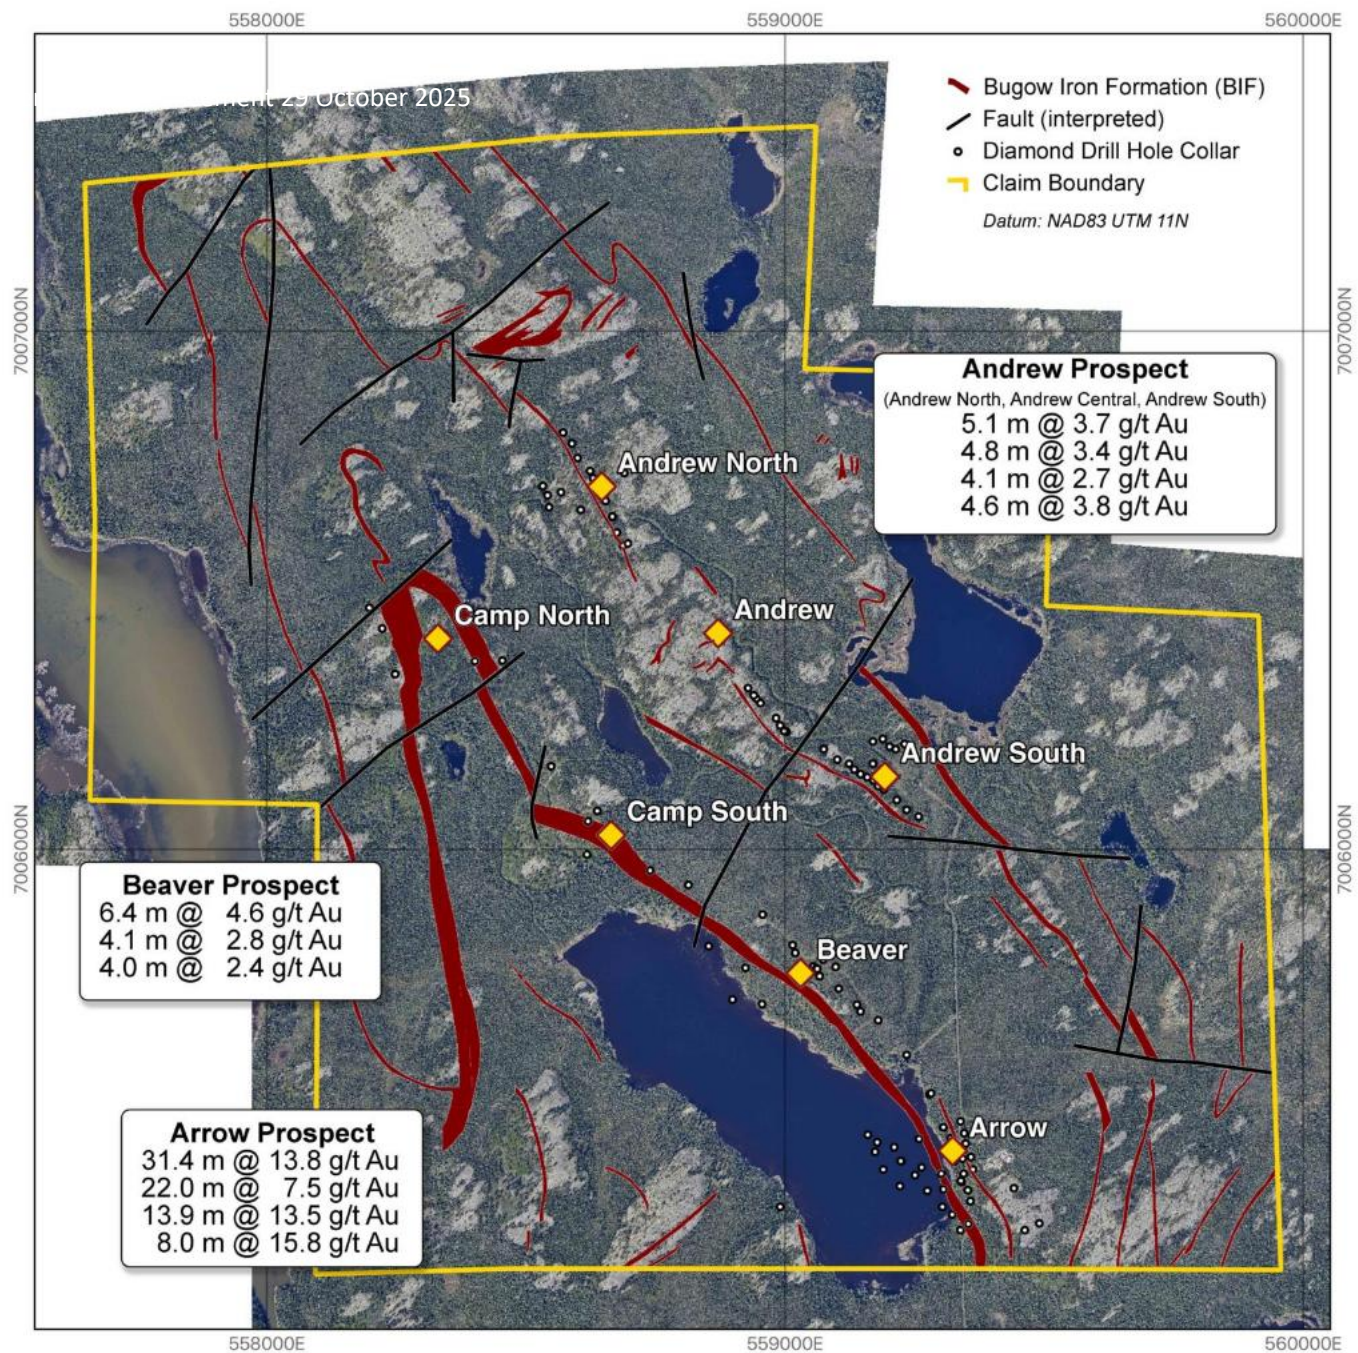 558000E
559000E
560000E
29 October 2025
Bugow Iron Formation (BIF)
Fault (interpreted)
Diamond Drill Hole Collar
Claim Boundary
Datum: NAD83 UTM 11N
7007000N
7007000N
Andrew Prospect
(Andrew North, Andrew Central, Andrew South)
5.1 m @ 3.7 g/t Au
4.8 m @ 3.4 g/t Au
4.1 m @ 2.7 g/t Au
4.6 m @ 3.8 g/t Au
Andrew North
Camp North
Andrew
Andrew South
Camp South
7006000N
7006000N
Beaver Prospect
6.4 m @ 4.6 g/t Au
4.1 m @ 2.8 g/t Au
4.0 m @ 2.4 g/t Au
Beaver
Arrow Prospect
31.4 m @ 13.8 g/t Au
22.0 m @ 7.5 g/t Au
13.9 m @ 13.5 g/t Au
8.0 m @ 15.8 g/t Au
Arrow
558000E
559000E
560000E